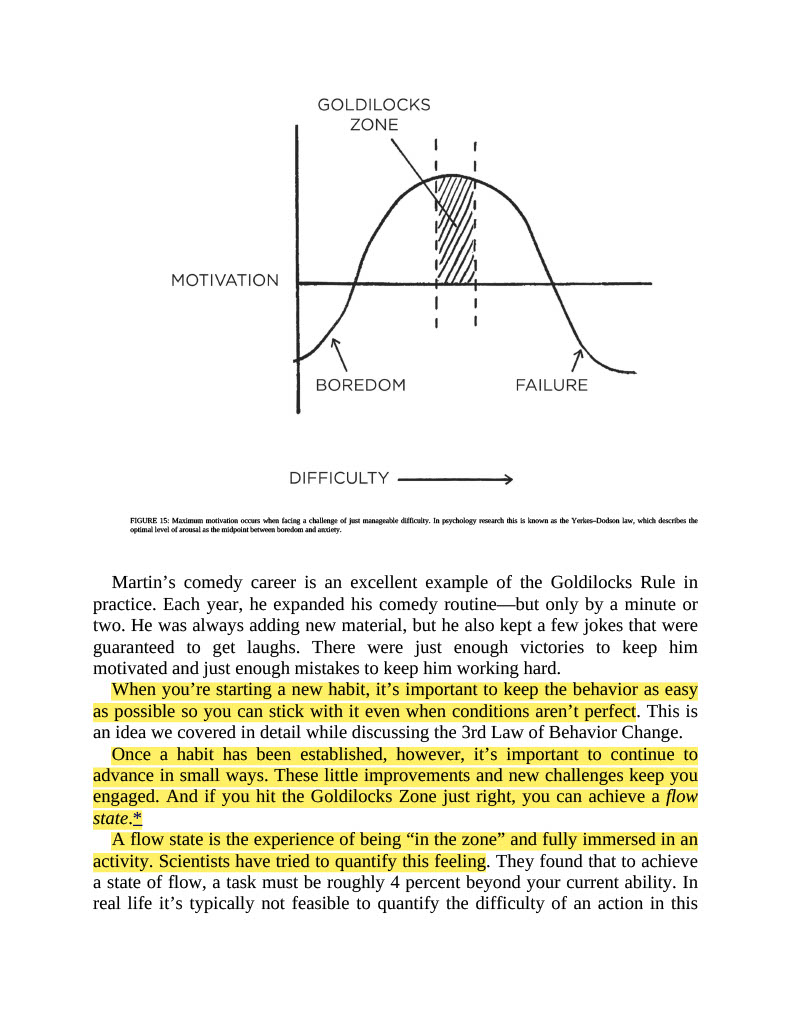 GOLDILOCKS
ZONE
MOTIVATION
BOREDOM
FAILURE
DIFFICULTY
FIGURE 15: Maximum motivation occurs when facing a challenge of just manageable difficulty. In psychology research this is known as the Yerkes–Dodson law, which describes the
optimal level of arousal as the midpoint between boredom and anxiety.
Martin’s comedy career is an excellent example of the Goldilocks Rule in
practice. Each year, he expanded his comedy routine—but only by a minute or
two. He was always adding new material, but he also kept a few jokes that were
guaranteed to get laughs. There were just enough victories to keep him
motivated and just enough mistakes to keep him working hard.
When you’re starting a new habit, it’s important to keep the behavior as easy
as possible so you can stick with it even when conditions aren’t perfect. This is
an idea we covered in detail while discussing the 3rd Law of Behavior Change.
Once a habit has been established, however, it’s important to continue to
advance in small ways. These little improvements and new challenges keep you
engaged. And if you hit the Goldilocks Zone just right, you can achieve a flow
state.*
A flow state is the experience of being “in the zone” and fully immersed in an
activity. Scientists have tried to quantify this feeling. They found that to achieve
a state of flow, a task must be roughly 4 percent beyond your current ability. In
real life it’s typically not feasible to quantify the difficulty of an action in this